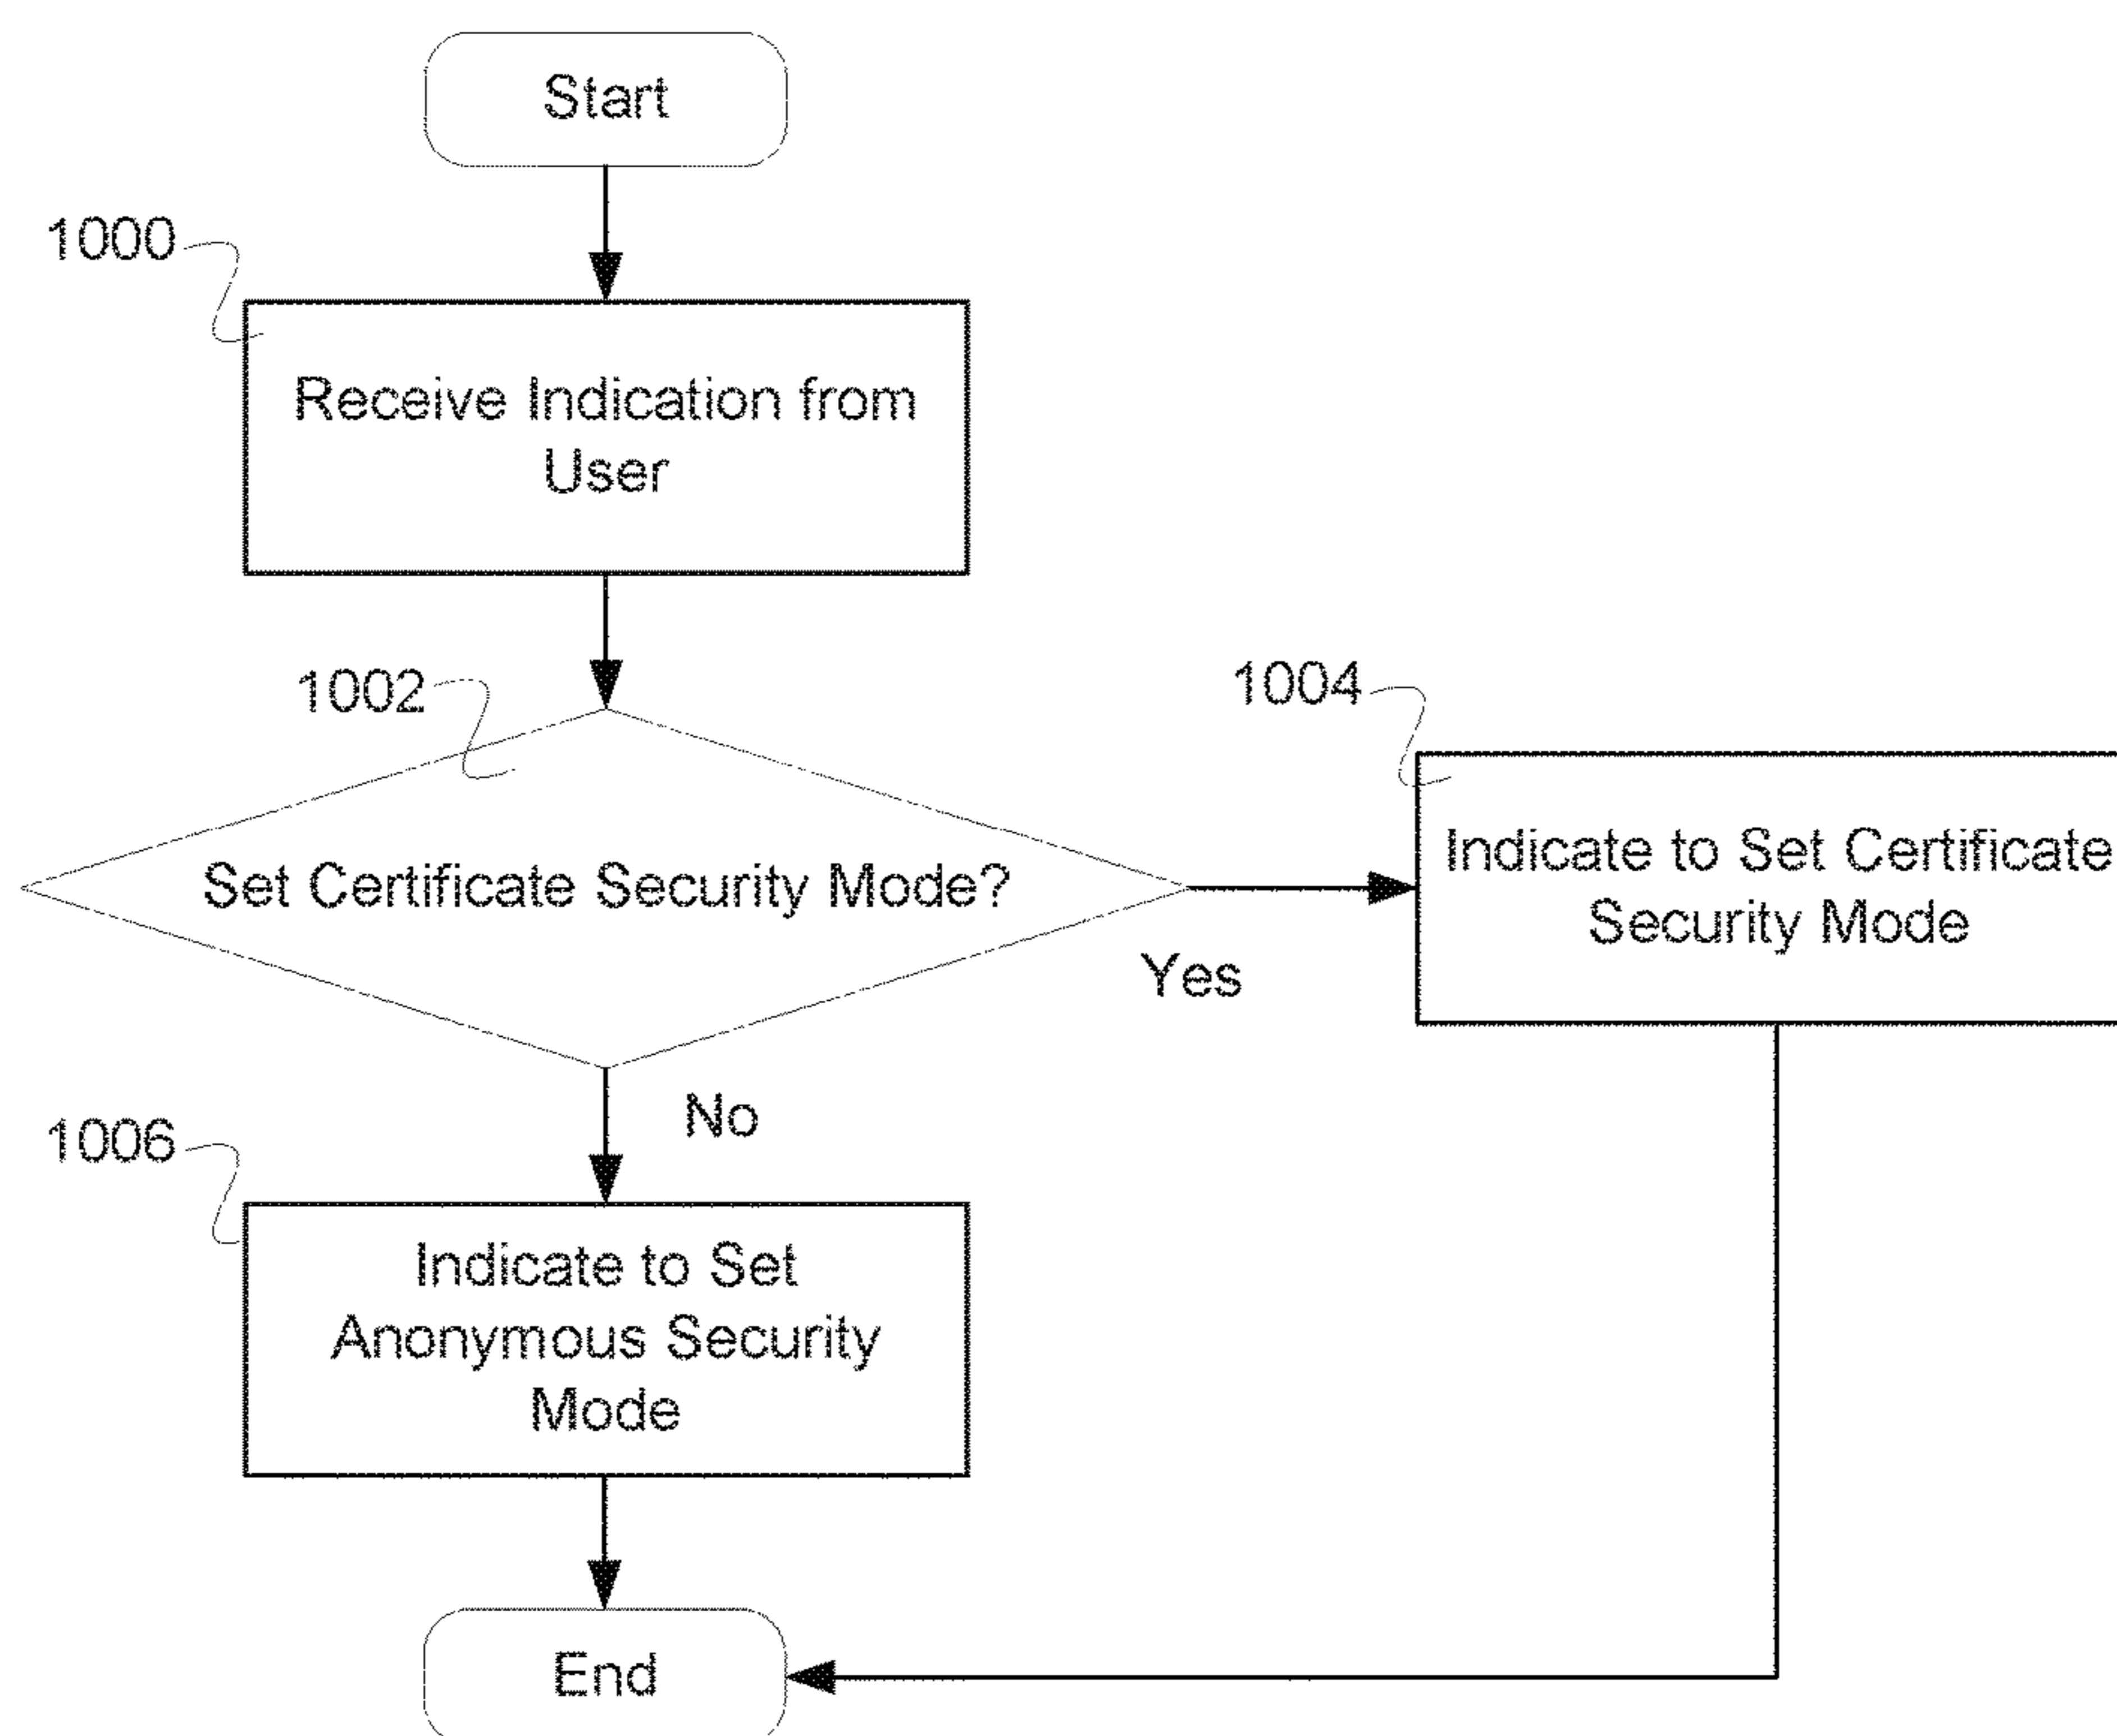 Start
1000
Receive Indication from
User
1002
Set Certificate Security Mode?
Yes
1004
Indicate to Set Certificate
Security Mode
No
1006
Indicate to Set
Anonymous Security
Mode
End